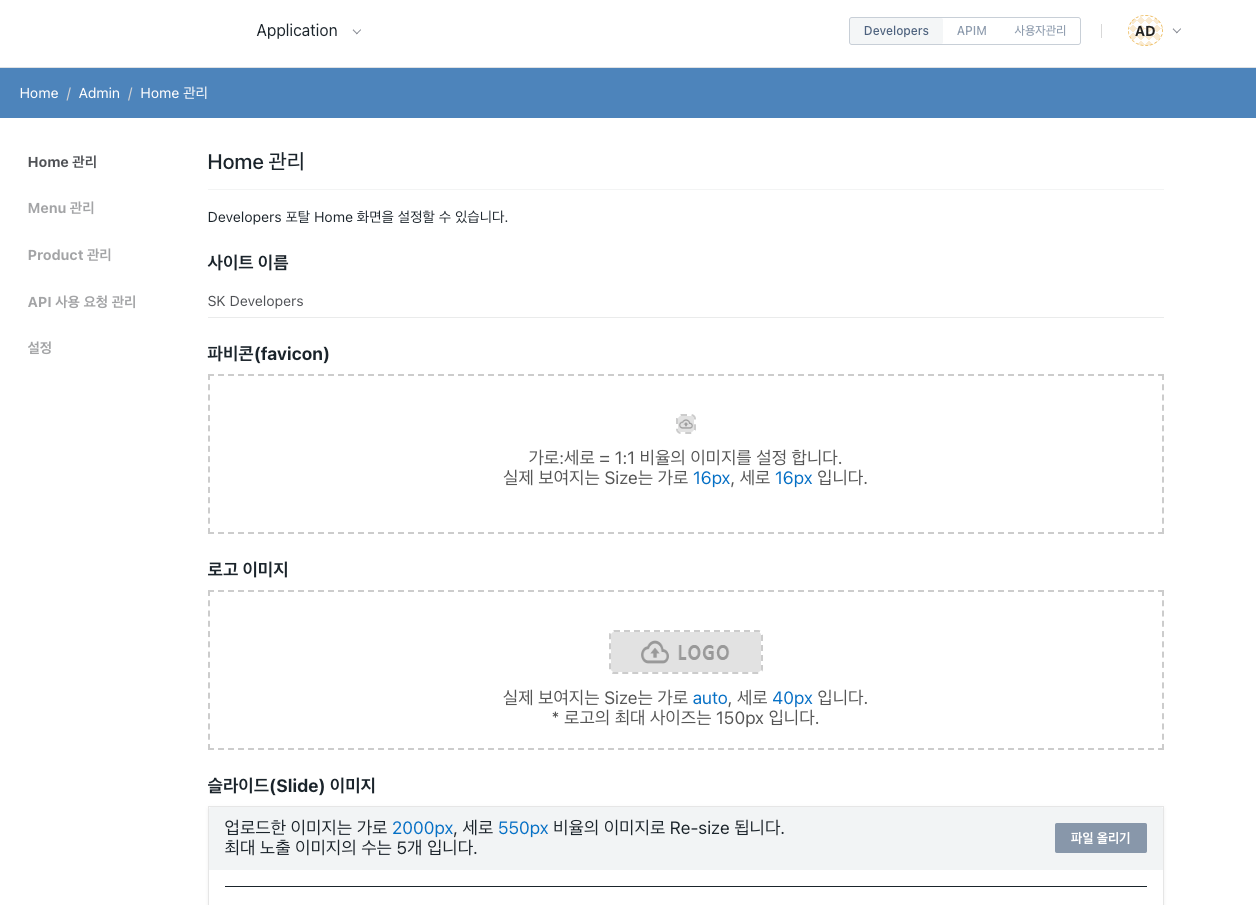 Application
Developers APIM 사용자관리
AD
Home / Admin / Home 관리
Home 관리
Menu 관리
Product 관리
API 사용 요청 관리
설정
Home 관리
Developers 포탈 Home 화면을 설정할 수 있습니다.
사이트 이름
SK Developers
파비콘(favicon)
가로:세로 = 1:1 비율의 이미지를 설정 합니다.
실제 보여지는 Size는 가로 16px, 세로 16px 입니다.
로고 이미지
LOGO
실제 보여지는 Size는 가로 auto, 세로 40px 입니다.
* 로고의 최대 사이즈는 150px 입니다.
슬라이드(Slide) 이미지
업로드한 이미지는 가로 2000px, 세로 550px 비율의 이미지로 Re-size 됩니다.
최대 노출 이미지의 수는 5개 입니다.
파일 올리기